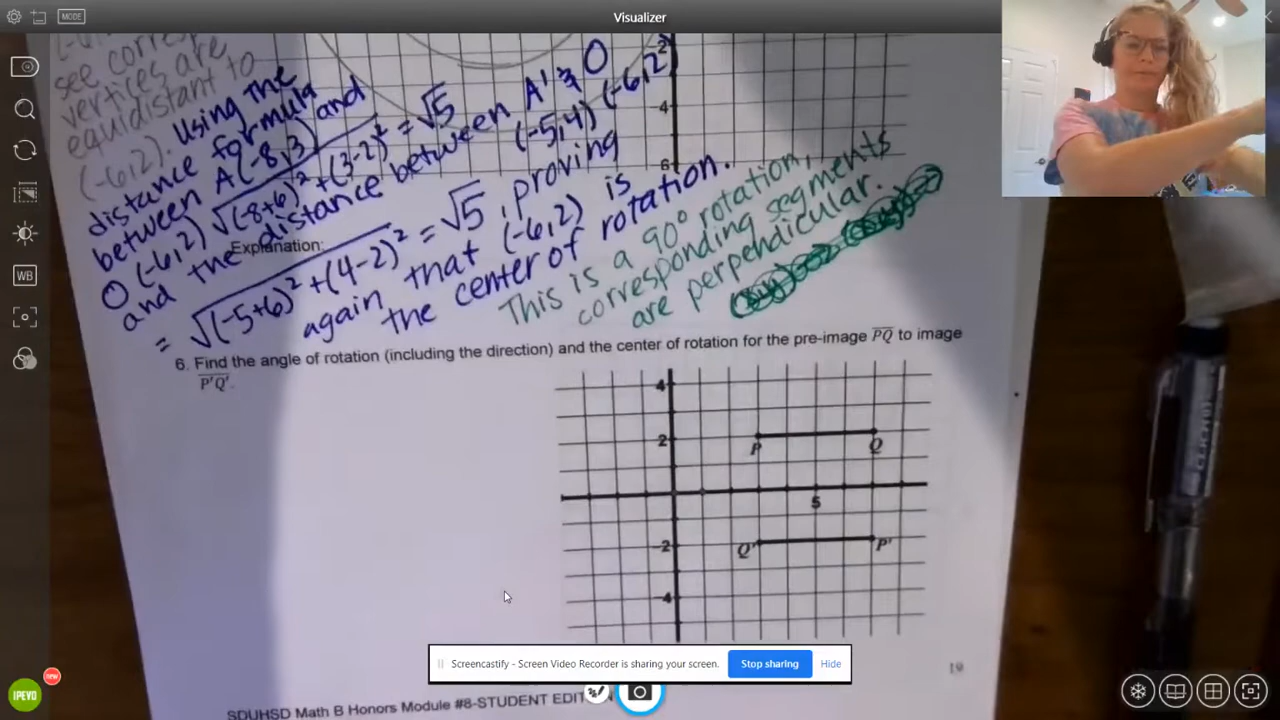 MODE
Visualizer
see corresp
vertices are
equidistant to
(-6,2). Using the
distance formula
between A(-8,3) and
O(-6,2) √(-8+6)²+(3-2)² = √5
and the distance between A' & O
(-5,4) (-6,2)
= √(-5+6)²+(4-2)² = √5, proving
again that (-6,2) is
the center of rotation.
This is a 90° rotation,
corresponding segments
are perpendicular.
-2
-4
6
Explanation:
6. Find the angle of rotation (including the direction) and the center of rotation for the pre-image PQ to image
P'Q'.
4
2
P
Q
5
-2
Q'
P'
-4
WB
Screencastify - Screen Video Recorder is sharing your screen.
Stop sharing
Hide
19
new
IPEVO
SDUHSD Math B Honors Module #8-STUDENT EDITION